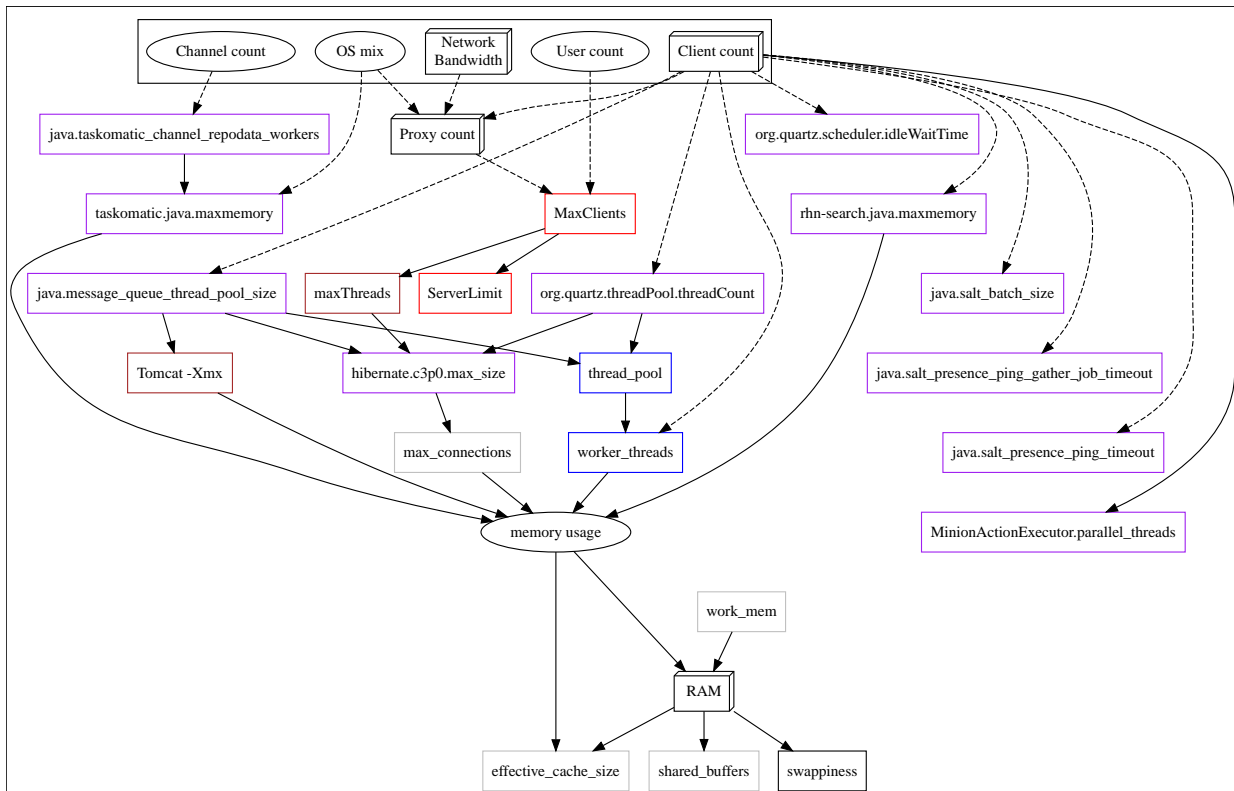 Channel count
OS mix
Network
Bandwidth
User count
Client count
java.taskomatic_channel_repodata_workers
Proxy count
org.quartz.scheduler.idleWaitTime
taskomatic.java.maxmemory
MaxClients
rhn-search.java.maxmemory
java.message_queue_thread_pool_size
maxThreads
ServerLimit
org.quartz.threadPool.threadCount
java.salt_batch_size
Tomcat -Xmx
hibernate.c3p0.max_size
thread_pool
java.salt_presence_ping_gather_job_timeout
max_connections
worker_threads
java.salt_presence_ping_timeout
memory usage
MinionActionExecutor.parallel_threads
work_mem
RAM
effective_cache_size
shared_buffers
swappiness